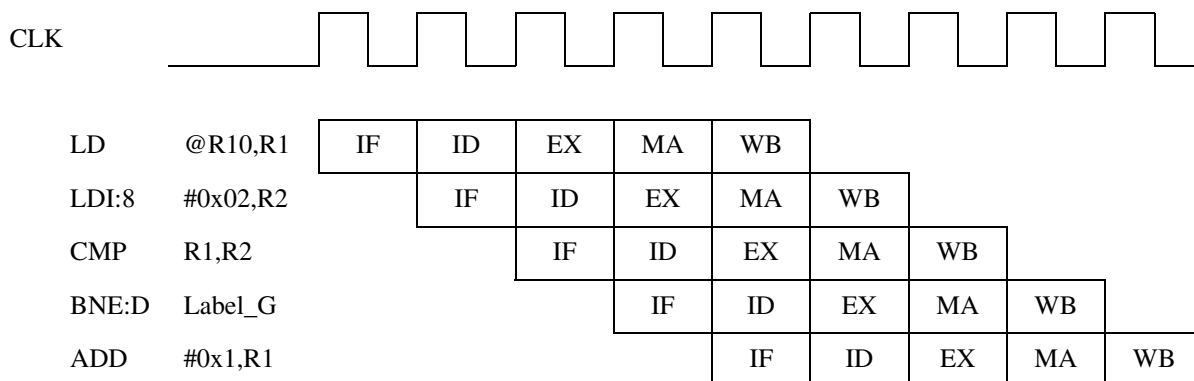 CLK
LD @R10,R1 IF ID EX MA WB
LDI:8 #0x02,R2 IF ID EX MA WB
CMP R1,R2 IF ID EX MA WB
BNE:D Label_G IF ID EX MA WB
ADD #0x1,R1 IF ID EX MA WB